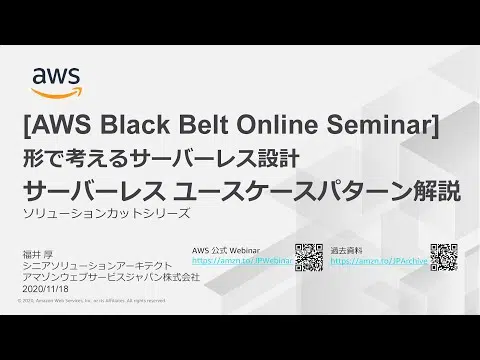 aws
[AWS Black Belt Online Seminar]
形で考えるサーバーレス設計
サーバーレス ユースケースパターン解説
ソリューションカットシリーズ
福井 厚
シニアソリューションアーキテクト
アマゾンウェブサービスジャパン株式会社
2020/11/18
AWS 公式 Webinar
https://amzn.to/JPWebinar
過去資料
https://amzn.to/JPArchive
© 2020, Amazon Web Services, Inc. or its Affiliates. All rights reserved.